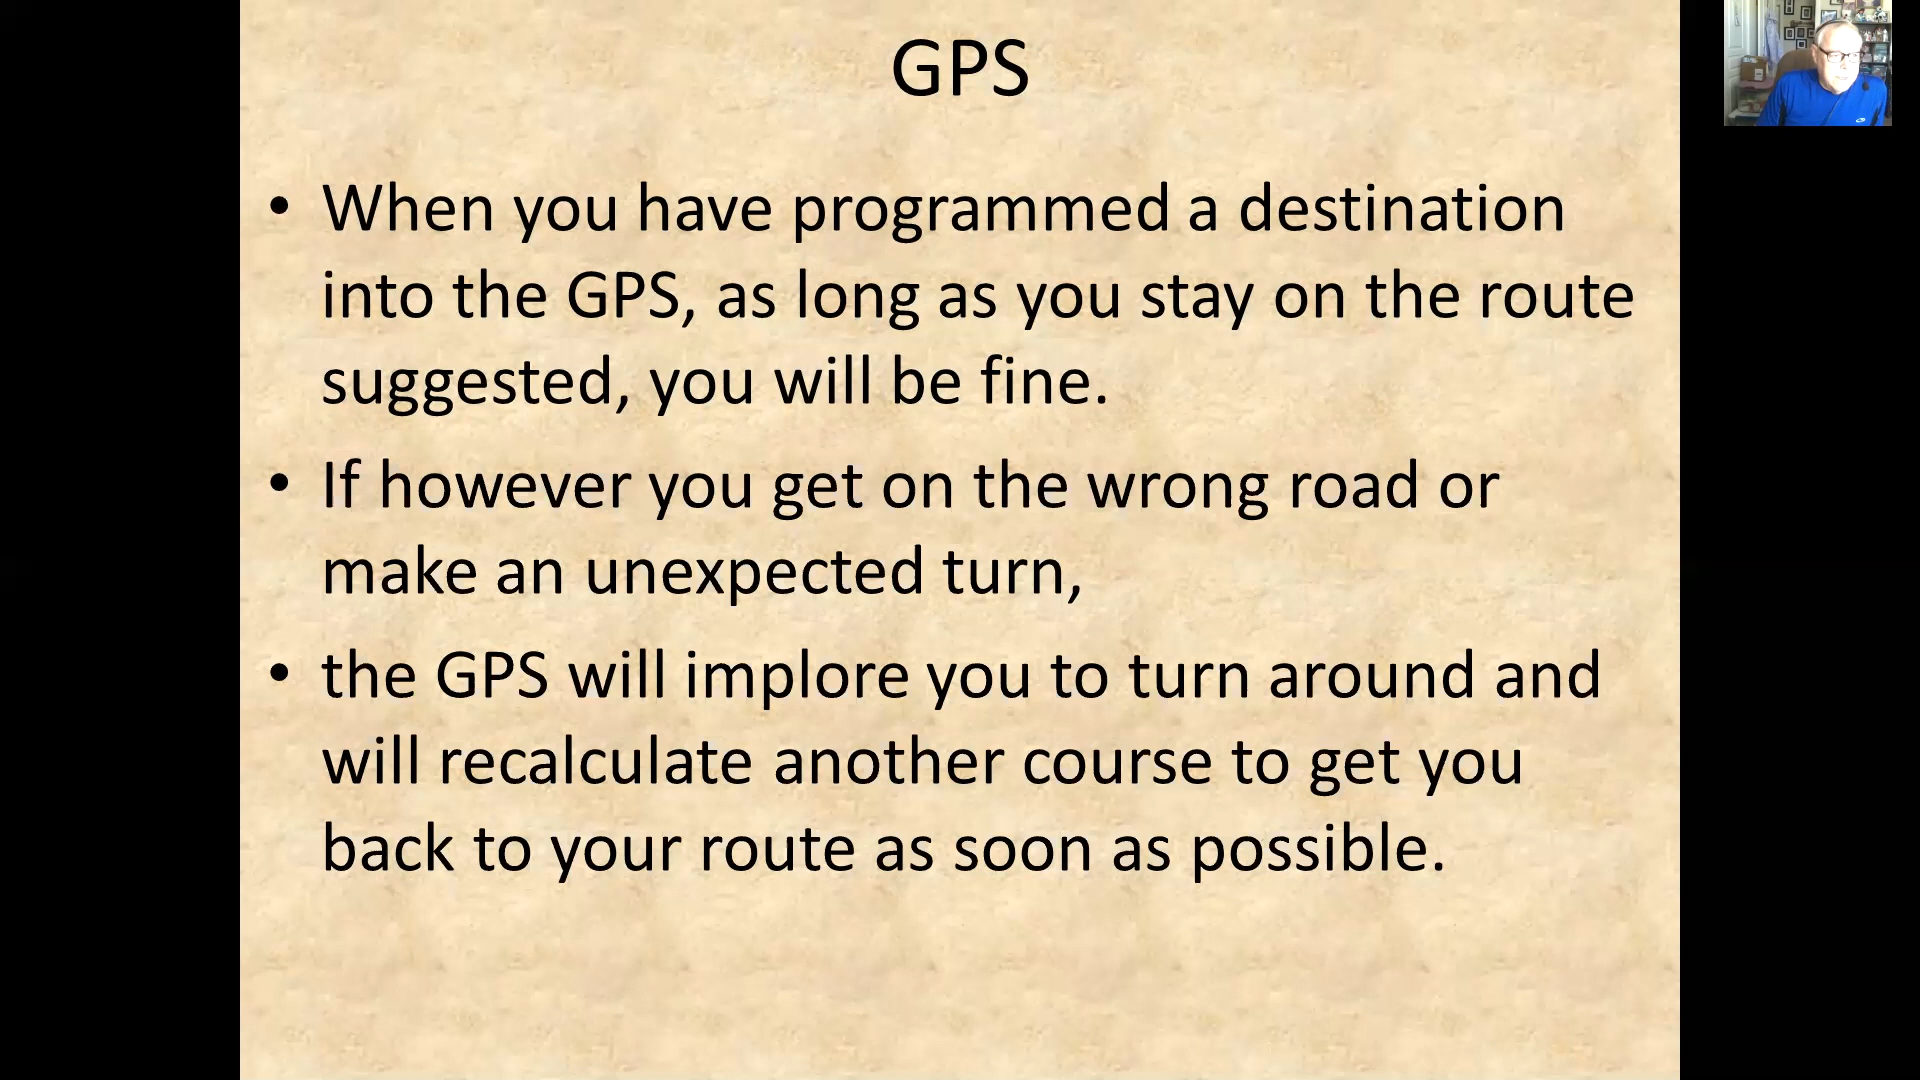 GPS
• When you have programmed a destination
into the GPS, as long as you stay on the route
suggested, you will be fine.
• If however you get on the wrong road or
make an unexpected turn,
• the GPS will implore you to turn around and
will recalculate another course to get you
back to your route as soon as possible.